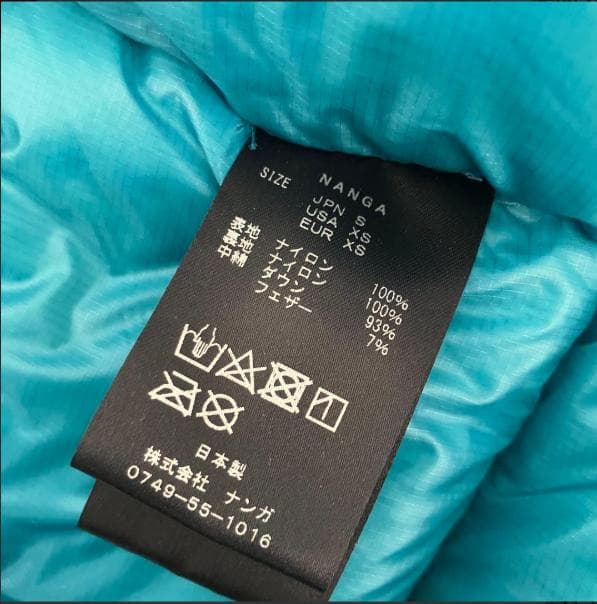 NANGA
SIZE JPN S
USA XS
EUR XS
表地 ナイロン 100%
裏地 ナイロン 100%
中綿 ダウン 93%
フェザー 7%
日本製
株式会社 ナンガ
0749-55-1016